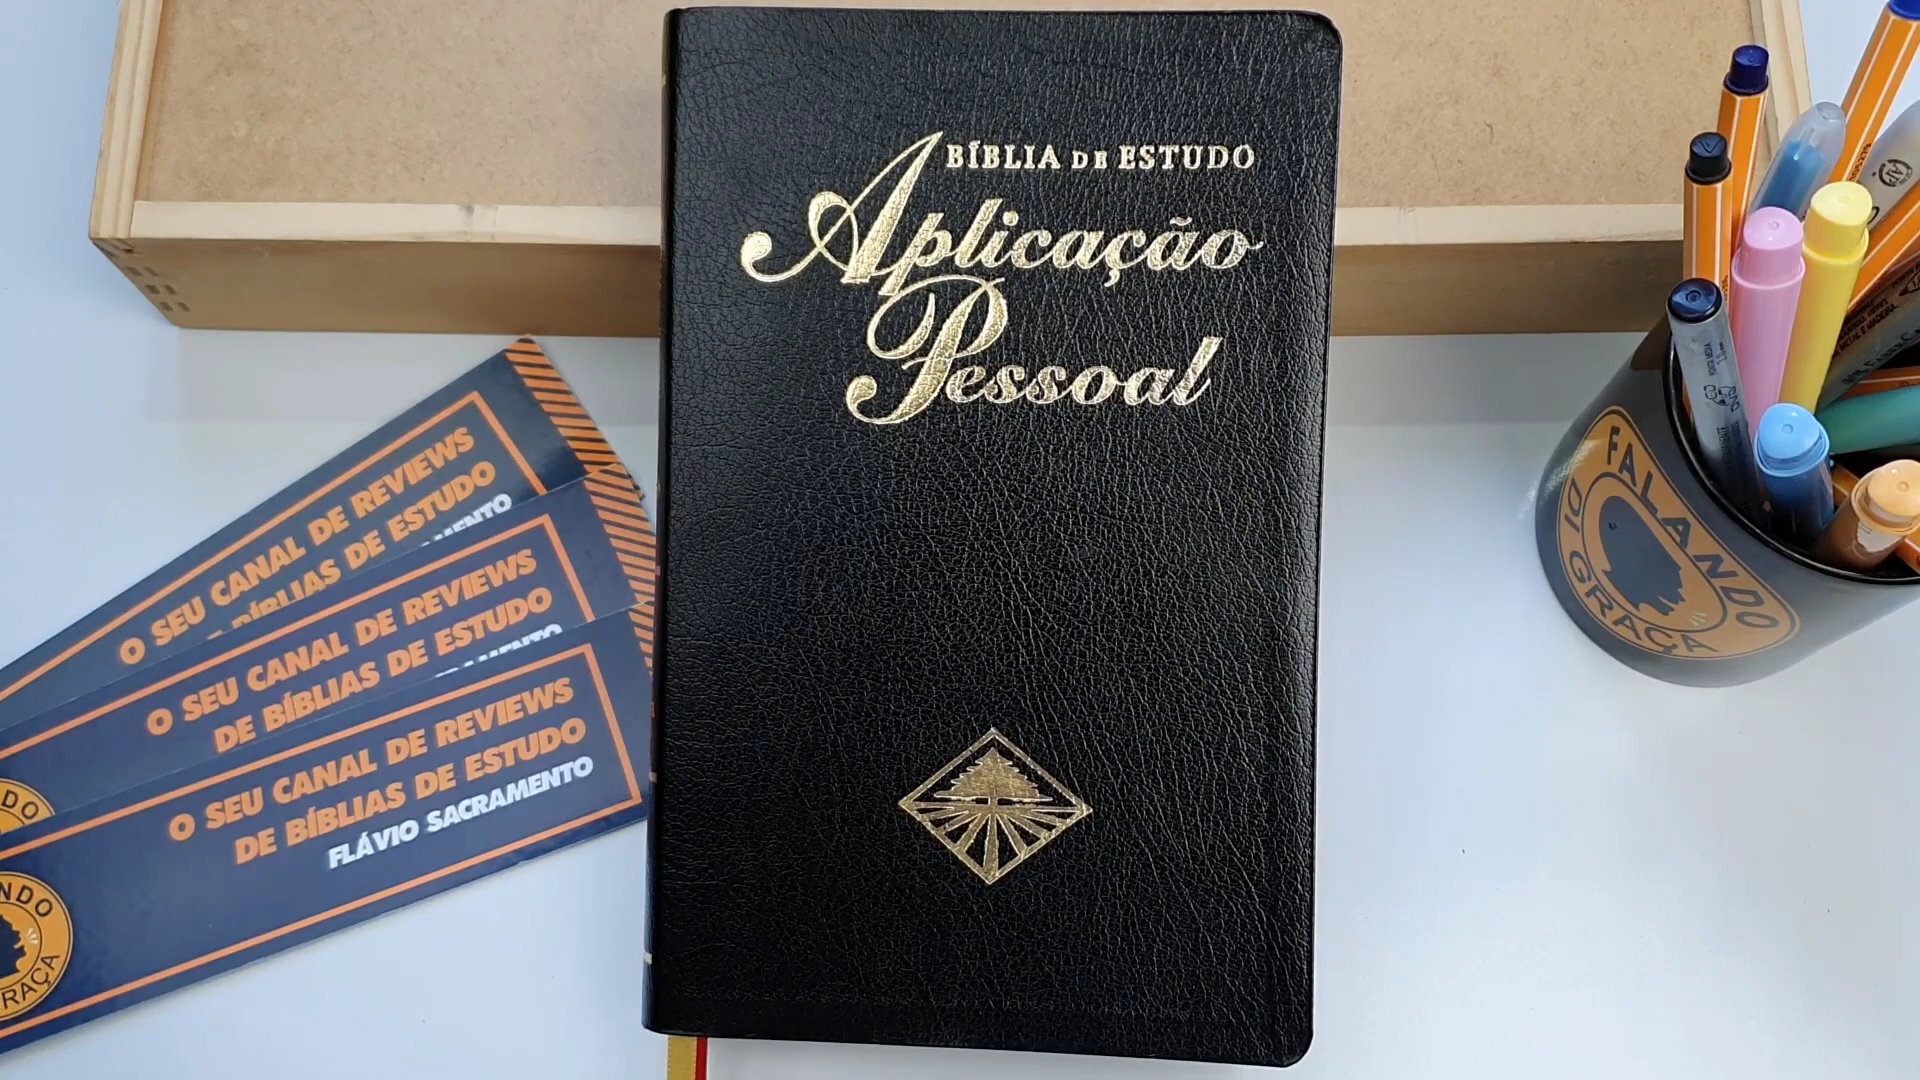 BÍBLIA DE ESTUDO
Aplicação
Pessoal
O SEU CANAL DE REVIEWS
BÍBLIAS DE ESTUDO
O SEU CANAL DE REVIEWS
DE BÍBLIAS DE ESTUDO
O SEU CANAL DE REVIEWS
DE BÍBLIAS DE ESTUDO
FLÁVIO SACRAMENTO
FALANDO
DI GRAÇA